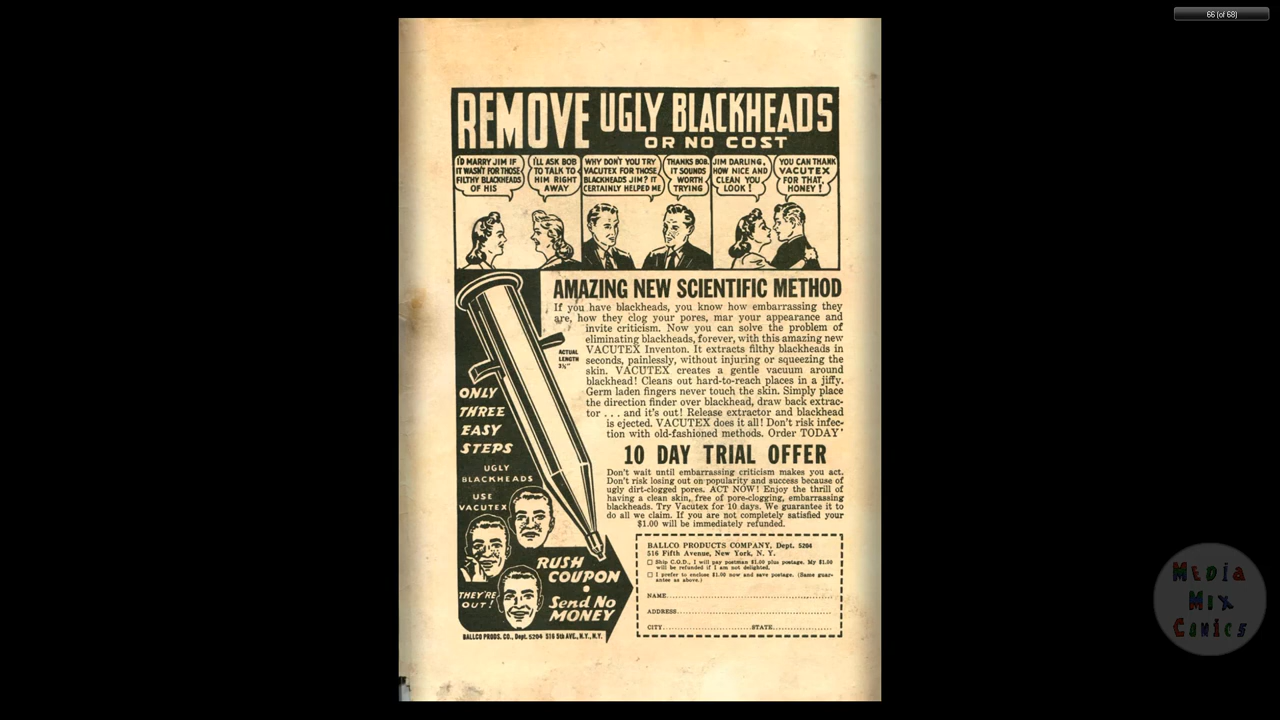 66 (of 68)
REMOVE UGLY BLACKHEADS
OR NO COST
I'D MARRY JIM IF
IT WASN'T FOR THOSE
FILTHY BLACKHEADS
OF HIS
I'LL ASK BOB
TO TALK TO
HIM RIGHT
AWAY
WHY DON'T YOU TRY
VACUTEX FOR THOSE
BLACKHEADS JIM? IT
CERTAINLY HELPED ME
THANKS BOB.
IT SOUNDS
WORTH
TRYING
JIM DARLING,
HOW NICE AND
CLEAN YOU
LOOK!
YOU CAN THANK
VACUTEX
FOR THAT,
HONEY!
AMAZING NEW SCIENTIFIC METHOD
If you have blackheads, you know how embarrassing they
are, how they clog your pores, mar your appearance and
invite criticism. Now you can solve the problem of
eliminating blackheads, forever, with this amazing new
VACUTEX Inventon. It extracts filthy blackheads in
seconds, painlessly, without injuring or squeezing the
skin. VACUTEX creates a gentle vacuum around
blackhead! Cleans out hard-to-reach places in a jiffy.
Germ laden fingers never touch the skin. Simply place
the direction finder over blackhead, draw back extrac-
tor . . . and it's out! Release extractor and blackhead
is ejected. VACUTEX does it all! Don't risk infec-
tion with old-fashioned methods. Order TODAY'
ACTUAL
LENGTH
3¾"
ONLY
THREE
EASY
STEPS
UGLY
BLACKHEADS
USE
VACUTEX
THEY'RE
OUT!
RUSH
COUPON
•
Send No
MONEY
BALLCO PRODS. CO., Dept. 5204 516 5th AVE., N.Y., N.Y.
10 DAY TRIAL OFFER
Don't wait until embarrassing criticism makes you act.
Don't risk losing out on popularity and success because of
ugly dirt-clogged pores. ACT NOW! Enjoy the thrill of
having a clean skin, free of pore-clogging, embarrassing
blackheads. Try Vacutex for 10 days. We guarantee it to
do all we claim. If you are not completely satisfied your
$1.00 will be immediately refunded.
BALLCO PRODUCTS COMPANY, Dept. 5204
516 Fifth Avenue, New York, N. Y.
☐ Ship C.O.D., I will pay postman $1.00 plus postage. My $1.00
will be refunded if I am not delighted.
☐ I prefer to enclose $1.00 now and save postage. (Same guar-
antee as above.)
NAME
ADDRESS
CITY STATE
MEDIA
MIX
COMICS